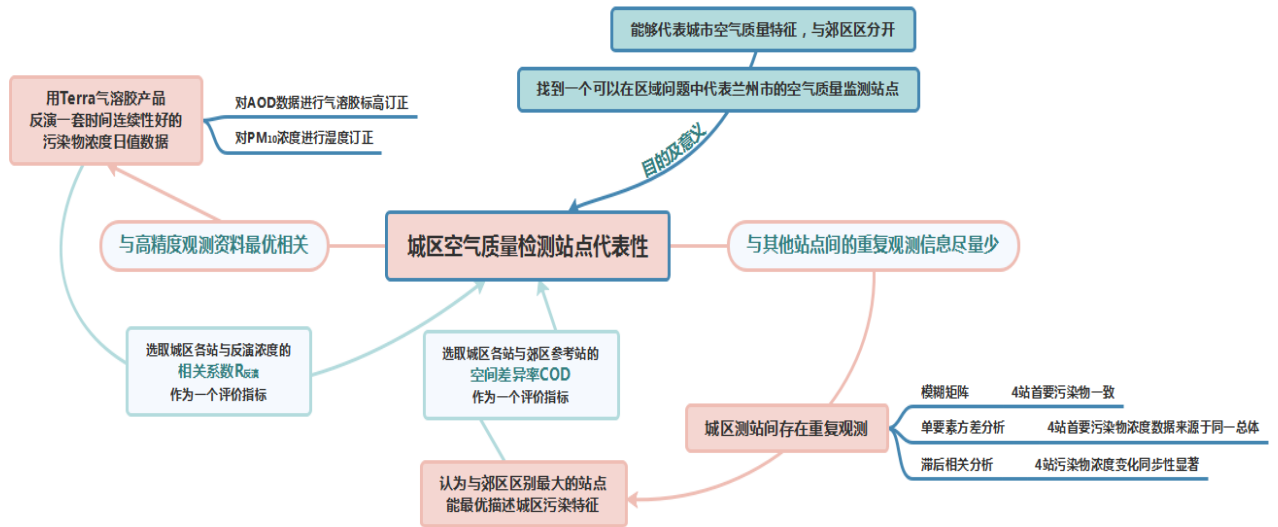 能够代表城市空气质量特征，与郊区区分开
找到一个可以在区域问题中代表兰州市的空气质量监测站点
目的及意义
用Terra气溶胶产品
反演一套时间连续性好的
污染物浓度日值数据
对AOD数据进行气溶胶标高订正
对PM₁₀浓度进行湿度订正
与高精度观测资料最优相关
城区空气质量检测站点代表性
与其他站点间的重复观测信息尽量少
选取城区各站与反演浓度的
相关系数R反演
作为一个评价指标
选取城区各站与郊区参考站的
空间差异率COD
作为一个评价指标
城区测站间存在重复观测
模糊矩阵 4站首要污染物一致
单要素方差分析 4站首要污染物浓度数据来源于同一总体
滞后相关分析 4站污染物浓度变化同步性显著
认为与郊区区别最大的站点
能最优描述城区污染特征